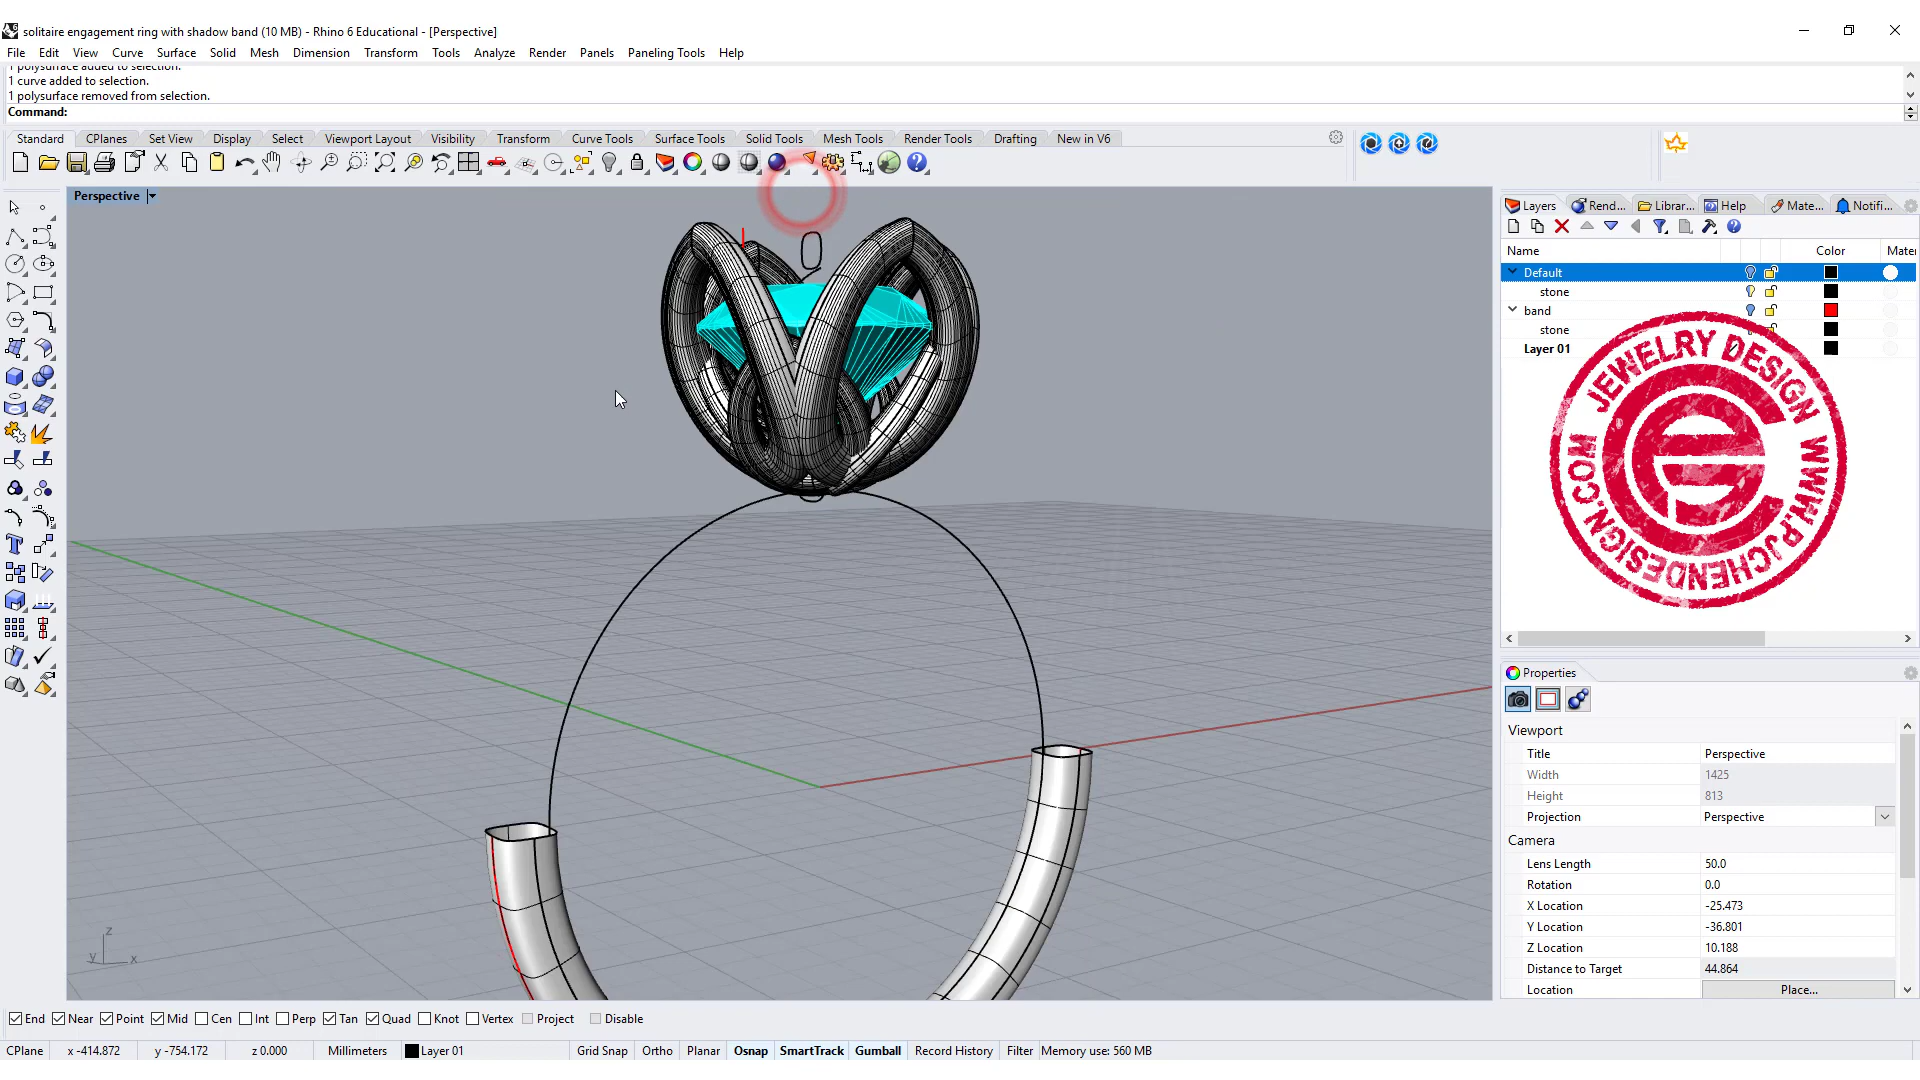 solitaire engagement ring with shadow band (10 MB) - Rhino 6 Educational - [Perspective]
File Edit View Curve Surface Solid Mesh Dimension Transform Tools Analyze Render Panels Paneling Tools Help
1 polysurface added to selection.
1 curve added to selection.
1 polysurface removed from selection.
Command:
Standard CPlanes Set View Display Select Viewport Layout Visibility Transform Curve Tools Surface Tools Solid Tools Mesh Tools Render Tools Drafting New in V6
Perspective
Layers Rend... Librar... Help Mate... Notifi...
Name Color Mater
Default
stone
band
stone
Layer 01
JEWELRY DESIGN WWW.PJCHENDESIGN.COM
Properties
Viewport
Title Perspective
Width 1425
Height 813
Projection Perspective
Camera
Lens Length 50.0
Rotation 0.0
X Location -25.473
Y Location -36.801
Z Location 10.188
Distance to Target 44.864
Location Place...
z
y x
End Near Point Mid Cen Int Perp Tan Quad Knot Vertex Project Disable
CPlane x -414.872 y -754.172 z 0.000 Millimeters Layer 01 Grid Snap Ortho Planar Osnap SmartTrack Gumball Record History Filter Memory use: 560 MB